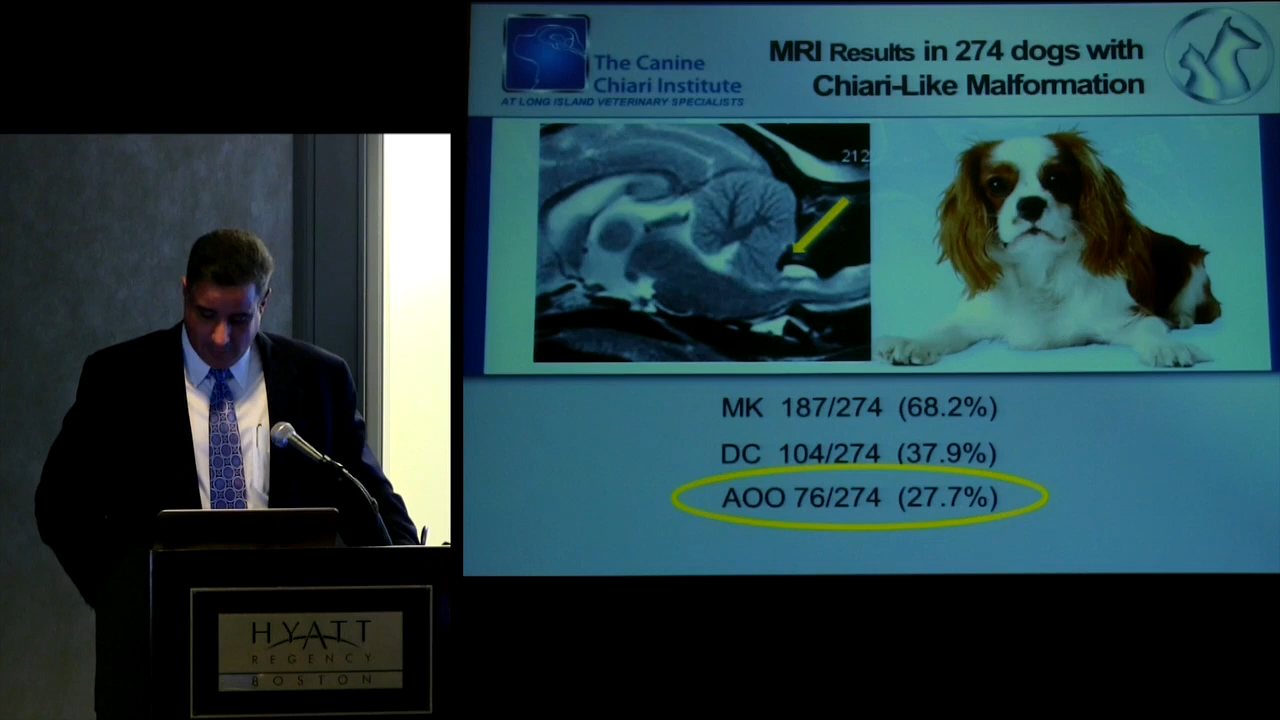 The Canine
Chiari Institute
AT LONG ISLAND VETERINARY SPECIALISTS
MRI Results in 274 dogs with
Chiari-Like Malformation
212
MK 187/274 (68.2%)
DC 104/274 (37.9%)
AOO 76/274 (27.7%)
HYATT
REGENCY
BOSTON